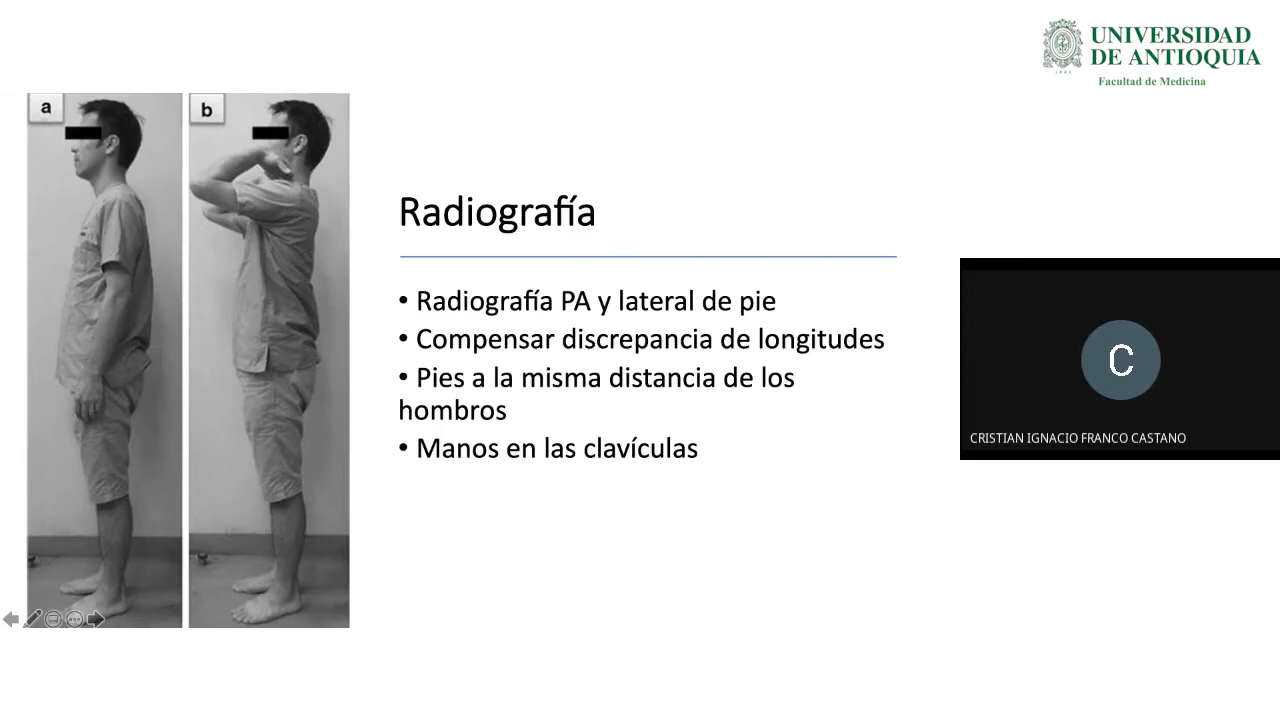 UNIVERSIDAD
DE ANTIOQUIA
1803
Facultad de Medicina
a
b
Radiografía
• Radiografía PA y lateral de pie
• Compensar discrepancia de longitudes
• Pies a la misma distancia de los
hombros
• Manos en las clavículas
C
CRISTIAN IGNACIO FRANCO CASTANO